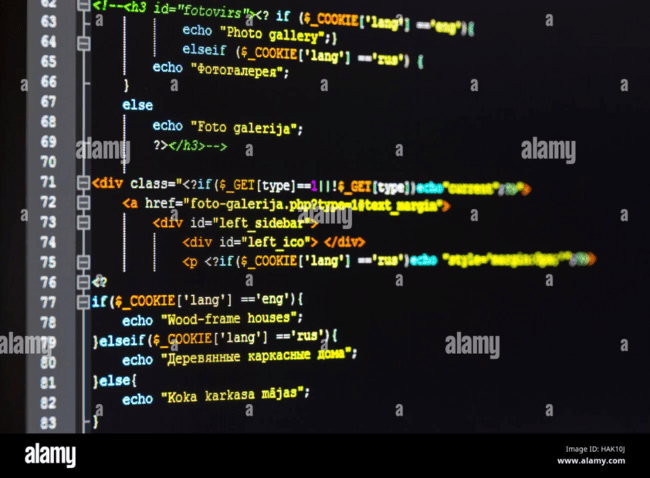 62 <!--<h3 id="fotovirs"><? if ($_COOKIE['lang'] =='eng'){
63 echo "Photo gallery";}
64 elseif ($_COOKIE['lang'] =='rus') {
65 echo "Фотогалерея";
66 }
67 else
68 echo "Foto galerija";
69 ?></h3>-->
70
71 <div class="<?if($_GET[type]==1||!$_GET[type])echo"current";?>">
72 <a href="foto-galerija.php?type=1#text_margin">
73 <div id="left_sidebar">
74 <div id="left_ico"> </div>
75 <p <?if($_COOKIE['lang'] =='rus')echo
76 <?
77 if($_COOKIE['lang'] =='eng'){
78 echo "Wood-frame houses";
79 }elseif($_COOKIE['lang'] =='rus'){
80 echo "Деревянные каркасные дома";
81 }else{
82 echo "Koka karkasa mājas";
83 }
alamy
alamy
alamy
alamy
alamy
Image ID: HAK10J
www.alamy.com